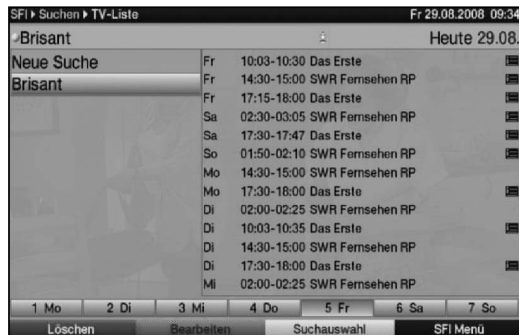 SFI ▸ Suchen ▸ TV-Liste Fr 29.08.2008 09:34
Brisant Heute 29.08.
Neue Suche
Brisant
Fr 10:03-10:30 Das Erste
Fr 14:30-15:00 SWR Fernsehen RP
Fr 17:15-18:00 Das Erste
Sa 02:30-03:05 SWR Fernsehen RP
Sa 17:30-17:47 Das Erste
So 01:50-02:10 SWR Fernsehen RP
Mo 14:30-15:00 SWR Fernsehen RP
Mo 17:30-18:00 Das Erste
Di 02:00-02:25 SWR Fernsehen RP
Di 10:03-10:35 Das Erste
Di 14:30-15:00 SWR Fernsehen RP
Di 17:30-18:00 Das Erste
Mi 02:00-02:25 SWR Fernsehen RP
1 Mo 2 Di 3 Mi 4 Do 5 Fr 6 Sa 7 So
Löschen Bearbeiten Suchauswahl SFI Menü